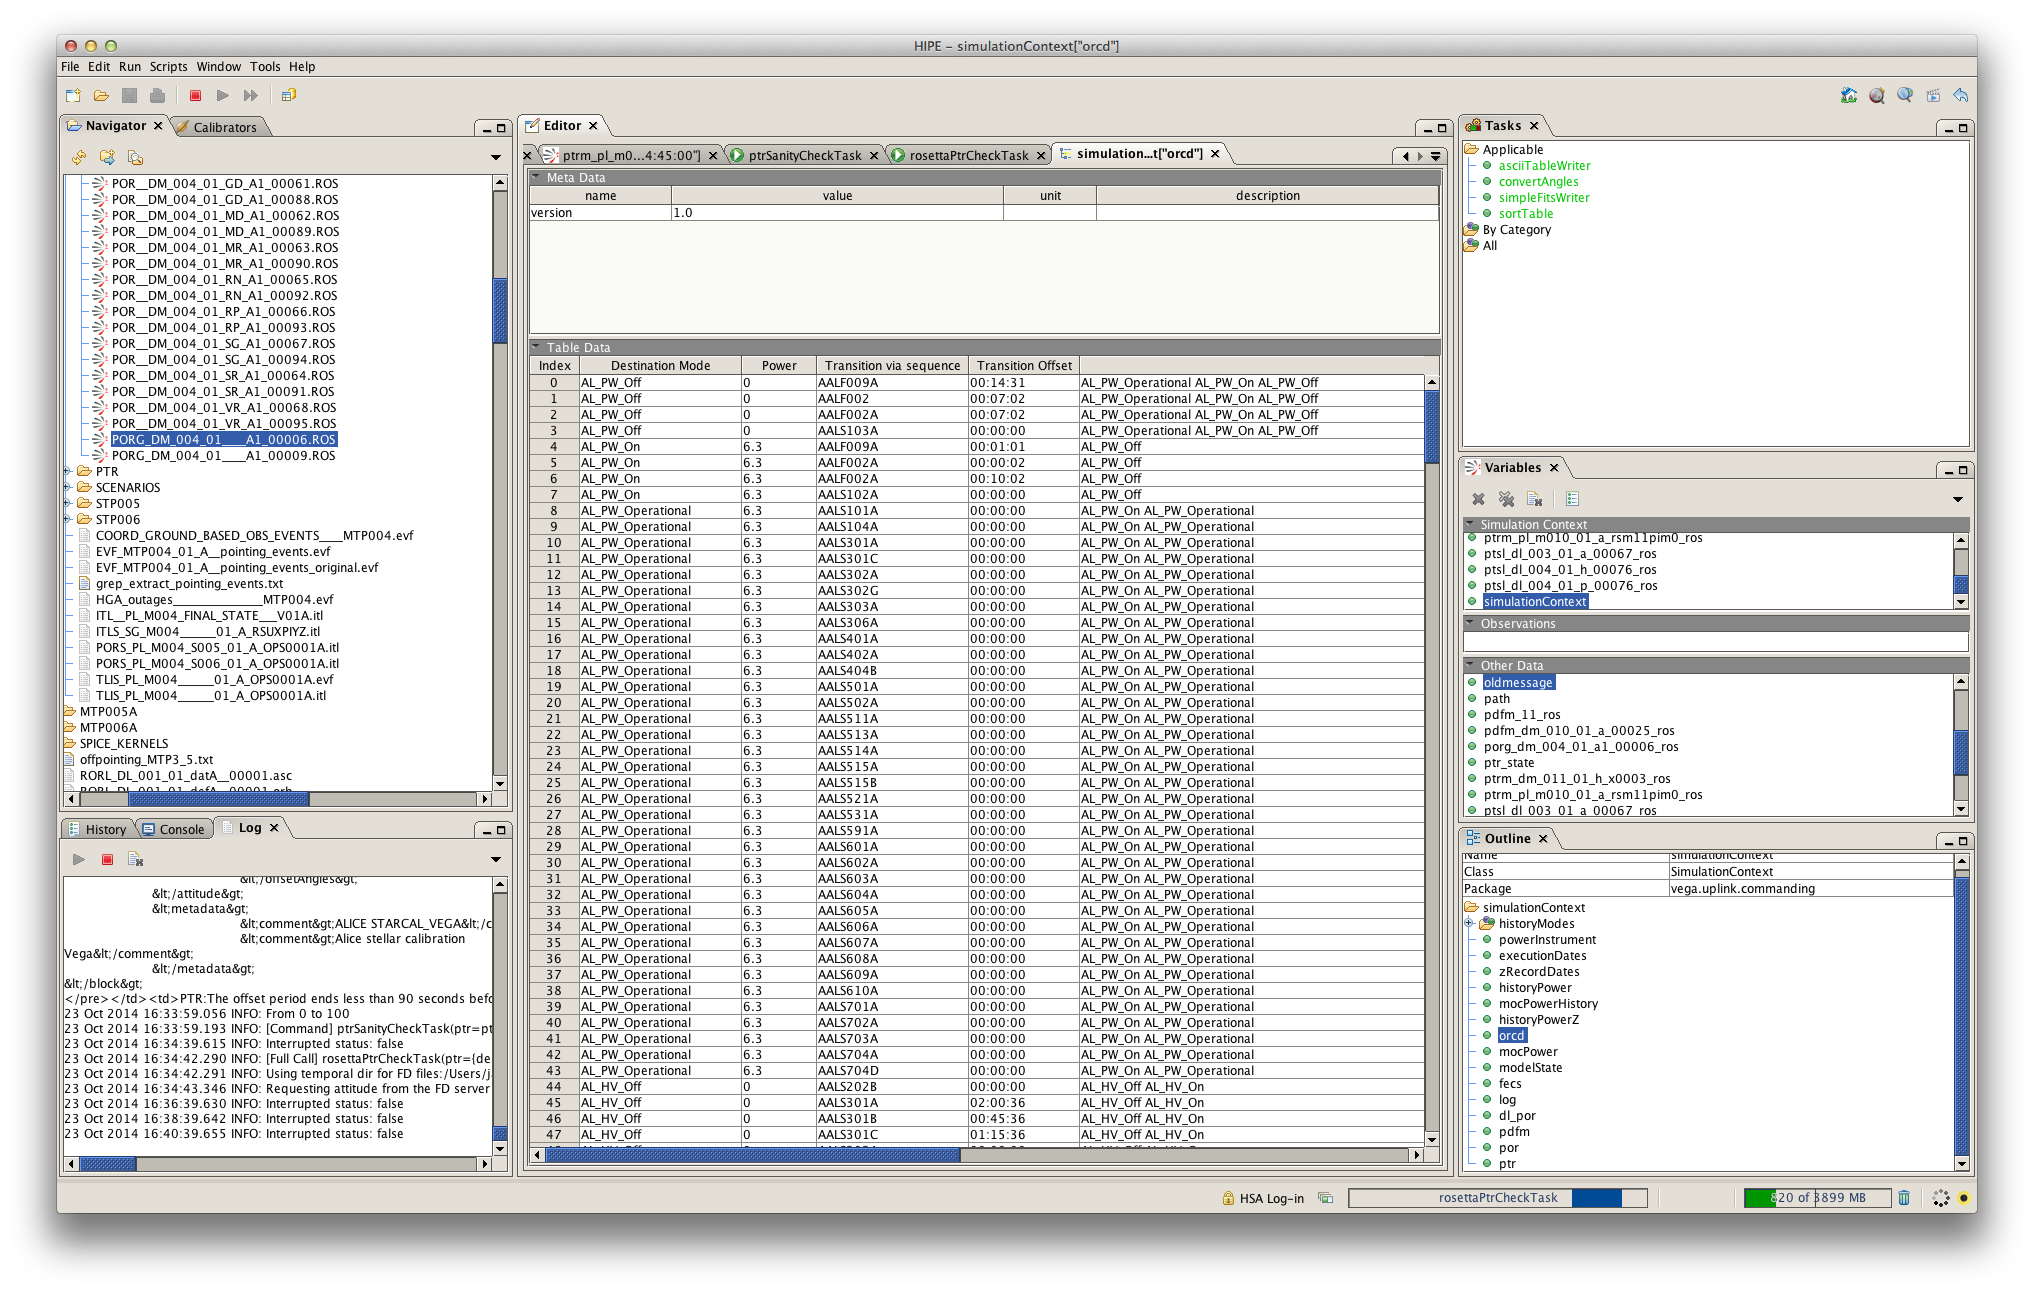 HIPE - simulationContext["orcd"]
File Edit Run Scripts Window Tools Help
Navigator
Calibrators
POR__DM_004_01_GD_A1_00061.ROS
POR__DM_004_01_GD_A1_00088.ROS
POR__DM_004_01_MD_A1_00062.ROS
POR__DM_004_01_MD_A1_00089.ROS
POR__DM_004_01_MR_A1_00063.ROS
POR__DM_004_01_MR_A1_00090.ROS
POR__DM_004_01_RN_A1_00065.ROS
POR__DM_004_01_RN_A1_00092.ROS
POR__DM_004_01_RP_A1_00066.ROS
POR__DM_004_01_RP_A1_00093.ROS
POR__DM_004_01_SG_A1_00067.ROS
POR__DM_004_01_SG_A1_00094.ROS
POR__DM_004_01_SR_A1_00064.ROS
POR__DM_004_01_SR_A1_00091.ROS
POR__DM_004_01_VR_A1_00068.ROS
POR__DM_004_01_VR_A1_00095.ROS
PORG_DM_004_01____A1_00006.ROS
PORG_DM_004_01____A1_00009.ROS
PTR
SCENARIOS
STP005
STP006
COORD_GROUND_BASED_OBS_EVENTS____MTP004.evf
EVF_MTP004_01_A__pointing_events.evf
EVF_MTP004_01_A__pointing_events_original.evf
grep_extract_pointing_events.txt
HGA_outages_______________MTP004.evf
ITL__PL_M004_FINAL_STATE___V01A.itl
ITLS_SG_M004______01_A_RSUXPIYZ.itl
PORS_PL_M004_S005_01_A_OPS0001A.itl
PORS_PL_M004_S006_01_A_OPS0001A.itl
TLIS_PL_M004______01_A_OPS0001A.evf
TLIS_PL_M004______01_A_OPS0001A.itl
MTP005A
MTP006A
SPICE_KERNELS
offpointing_MTP3_5.txt
RORL_DL_001_01_datA__00001.asc
RORL_DL_001_01_defA__00001.orb
History
Console
Log
&lt;/offsetAngles&gt;
&lt;/attitude&gt;
&lt;metadata&gt;
&lt;comment&gt;ALICE STARCAL_VEGA&lt;/c
&lt;comment&gt;Alice stellar calibration
Vega&lt;/comment&gt;
&lt;/metadata&gt;
&lt;/block&gt;
</pre></td><td>PTR:The offset period ends less than 90 seconds befo
23 Oct 2014 16:33:59.056 INFO: From 0 to 100
23 Oct 2014 16:33:59.193 INFO: [Command] ptrSanityCheckTask(ptr=pt
23 Oct 2014 16:34:39.615 INFO: Interrupted status: false
23 Oct 2014 16:34:42.290 INFO: [Full Call] rosettaPtrCheckTask(ptr={de
23 Oct 2014 16:34:42.291 INFO: Using temporal dir for FD files:/Users/j
23 Oct 2014 16:34:43.346 INFO: Requesting attitude from the FD server
23 Oct 2014 16:36:39.630 INFO: Interrupted status: false
23 Oct 2014 16:38:39.642 INFO: Interrupted status: false
23 Oct 2014 16:40:39.655 INFO: Interrupted status: false
Editor
ptrm_pl_m0...4:45:00"]
ptrSanityCheckTask
rosettaPtrCheckTask
simulation...t["orcd"]
Meta Data
name value unit description
version 1.0
Table Data
Index Destination Mode Power Transition via sequence Transition Offset
0 AL_PW_Off 0 AALF009A 00:14:31 AL_PW_Operational AL_PW_On AL_PW_Off
1 AL_PW_Off 0 AALF002 00:07:02 AL_PW_Operational AL_PW_On AL_PW_Off
2 AL_PW_Off 0 AALF002A 00:07:02 AL_PW_Operational AL_PW_On AL_PW_Off
3 AL_PW_Off 0 AALS103A 00:00:00 AL_PW_Operational AL_PW_On AL_PW_Off
4 AL_PW_On 6.3 AALF009A 00:01:01 AL_PW_Off
5 AL_PW_On 6.3 AALF002A 00:00:02 AL_PW_Off
6 AL_PW_On 6.3 AALF002A 00:10:02 AL_PW_Off
7 AL_PW_On 6.3 AALS102A 00:00:00 AL_PW_Off
8 AL_PW_Operational 6.3 AALS101A 00:00:00 AL_PW_On AL_PW_Operational
9 AL_PW_Operational 6.3 AALS104A 00:00:00 AL_PW_On AL_PW_Operational
10 AL_PW_Operational 6.3 AALS301A 00:00:00 AL_PW_On AL_PW_Operational
11 AL_PW_Operational 6.3 AALS301C 00:00:00 AL_PW_On AL_PW_Operational
12 AL_PW_Operational 6.3 AALS302A 00:00:00 AL_PW_On AL_PW_Operational
13 AL_PW_Operational 6.3 AALS302G 00:00:00 AL_PW_On AL_PW_Operational
14 AL_PW_Operational 6.3 AALS303A 00:00:00 AL_PW_On AL_PW_Operational
15 AL_PW_Operational 6.3 AALS306A 00:00:00 AL_PW_On AL_PW_Operational
16 AL_PW_Operational 6.3 AALS401A 00:00:00 AL_PW_On AL_PW_Operational
17 AL_PW_Operational 6.3 AALS402A 00:00:00 AL_PW_On AL_PW_Operational
18 AL_PW_Operational 6.3 AALS404B 00:00:00 AL_PW_On AL_PW_Operational
19 AL_PW_Operational 6.3 AALS501A 00:00:00 AL_PW_On AL_PW_Operational
20 AL_PW_Operational 6.3 AALS502A 00:00:00 AL_PW_On AL_PW_Operational
21 AL_PW_Operational 6.3 AALS511A 00:00:00 AL_PW_On AL_PW_Operational
22 AL_PW_Operational 6.3 AALS513A 00:00:00 AL_PW_On AL_PW_Operational
23 AL_PW_Operational 6.3 AALS514A 00:00:00 AL_PW_On AL_PW_Operational
24 AL_PW_Operational 6.3 AALS515A 00:00:00 AL_PW_On AL_PW_Operational
25 AL_PW_Operational 6.3 AALS515B 00:00:00 AL_PW_On AL_PW_Operational
26 AL_PW_Operational 6.3 AALS521A 00:00:00 AL_PW_On AL_PW_Operational
27 AL_PW_Operational 6.3 AALS531A 00:00:00 AL_PW_On AL_PW_Operational
28 AL_PW_Operational 6.3 AALS591A 00:00:00 AL_PW_On AL_PW_Operational
29 AL_PW_Operational 6.3 AALS601A 00:00:00 AL_PW_On AL_PW_Operational
30 AL_PW_Operational 6.3 AALS602A 00:00:00 AL_PW_On AL_PW_Operational
31 AL_PW_Operational 6.3 AALS603A 00:00:00 AL_PW_On AL_PW_Operational
32 AL_PW_Operational 6.3 AALS604A 00:00:00 AL_PW_On AL_PW_Operational
33 AL_PW_Operational 6.3 AALS605A 00:00:00 AL_PW_On AL_PW_Operational
34 AL_PW_Operational 6.3 AALS606A 00:00:00 AL_PW_On AL_PW_Operational
35 AL_PW_Operational 6.3 AALS607A 00:00:00 AL_PW_On AL_PW_Operational
36 AL_PW_Operational 6.3 AALS608A 00:00:00 AL_PW_On AL_PW_Operational
37 AL_PW_Operational 6.3 AALS609A 00:00:00 AL_PW_On AL_PW_Operational
38 AL_PW_Operational 6.3 AALS610A 00:00:00 AL_PW_On AL_PW_Operational
39 AL_PW_Operational 6.3 AALS701A 00:00:00 AL_PW_On AL_PW_Operational
40 AL_PW_Operational 6.3 AALS702A 00:00:00 AL_PW_On AL_PW_Operational
41 AL_PW_Operational 6.3 AALS703A 00:00:00 AL_PW_On AL_PW_Operational
42 AL_PW_Operational 6.3 AALS704A 00:00:00 AL_PW_On AL_PW_Operational
43 AL_PW_Operational 6.3 AALS704D 00:00:00 AL_PW_On AL_PW_Operational
44 AL_HV_Off 0 AALS202B 00:00:00 AL_HV_Off AL_HV_On
45 AL_HV_Off 0 AALS301A 02:00:36 AL_HV_Off AL_HV_On
46 AL_HV_Off 0 AALS301B 00:45:36 AL_HV_Off AL_HV_On
47 AL_HV_Off 0 AALS301C 01:15:36 AL_HV_Off AL_HV_On
Tasks
Applicable
asciiTableWriter
convertAngles
simpleFitsWriter
sortTable
By Category
All
Variables
Simulation Context
ptrm_pl_m010_01_a_rsm11pim0_ros
ptsl_dl_003_01_a_00067_ros
ptsl_dl_004_01_h_00076_ros
ptsl_dl_004_01_p_00076_ros
simulationContext
Observations
Other Data
oldmessage
path
pdfm_11_ros
pdfm_dm_010_01_a_00025_ros
porg_dm_004_01_a1_00006_ros
ptr_state
ptrm_dm_011_01_h_x0003_ros
ptrm_pl_m010_01_a_rsm11pim0_ros
ptsl_dl_003_01_a_00067_ros
Outline
Name simulationContext
Class SimulationContext
Package vega.uplink.commanding
simulationContext
historyModes
powerInstrument
executionDates
zRecordDates
historyPower
mocPowerHistory
historyPowerZ
orcd
mocPower
modelState
fecs
log
dl_por
pdfm
por
ptr
HSA Log-in
rosettaPtrCheckTask
820 of 3899 MB